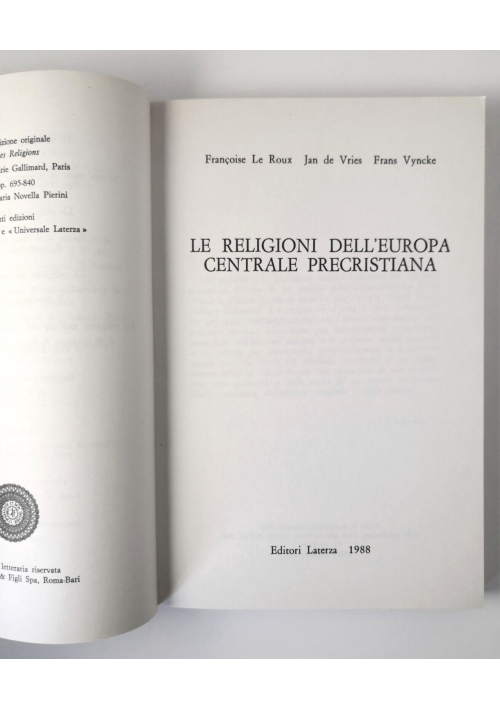 izione originale
es Religions
rie Gallimard, Paris
pp. 695-840
aria Novella Pierini
nti edizioni
e « Universale Laterza »
letteraria riservata
& Figli Spa, Roma-Bari
Françoise Le Roux Jan de Vries Frans Vyncke
LE RELIGIONI DELL'EUROPA
CENTRALE PRECRISTIANA
Editori Laterza 1988